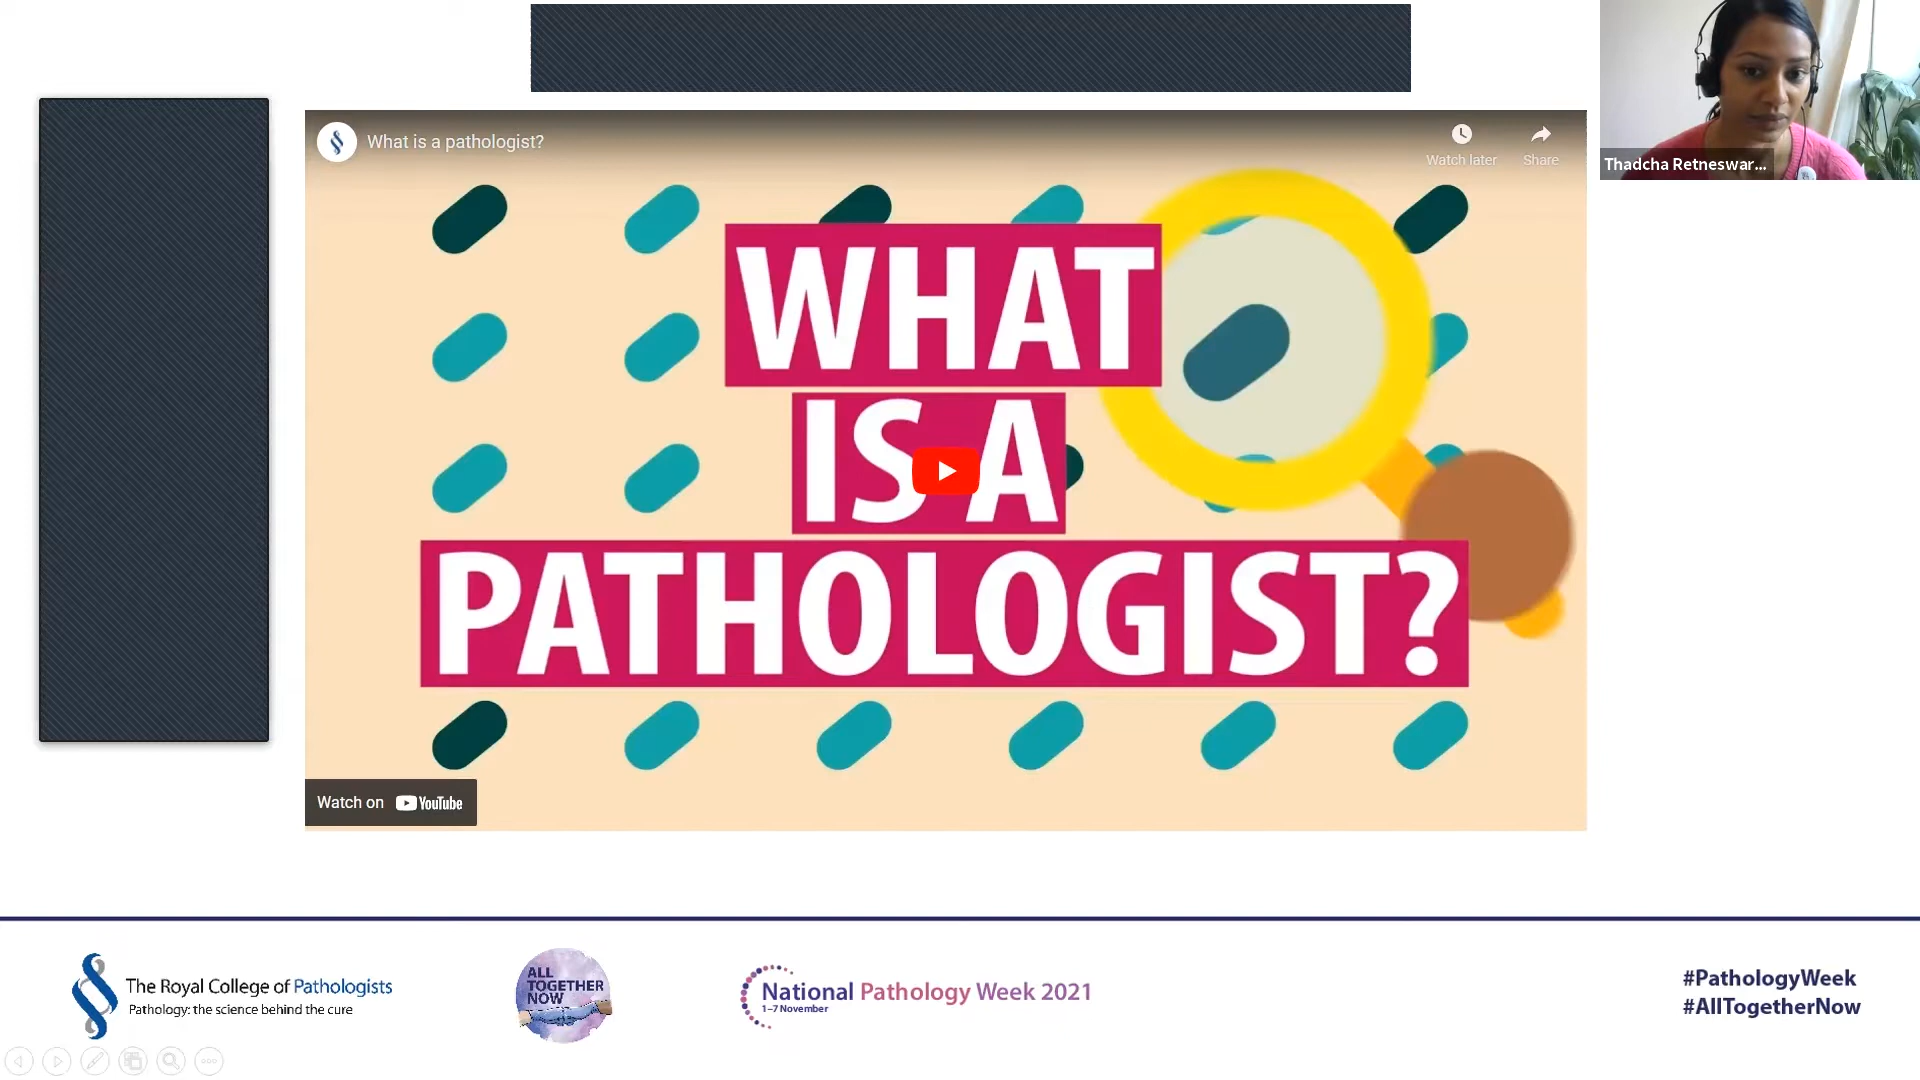 What is a pathologist?
Watch later
Share
Thadcha Retneswar...
WHAT
IS A
PATHOLOGIST?
Watch on YouTube
The Royal College of Pathologists
Pathology: the science behind the cure
ALL
TOGETHER
NOW
National Pathology Week 2021
1–7 November
#PathologyWeek
#AllTogetherNow